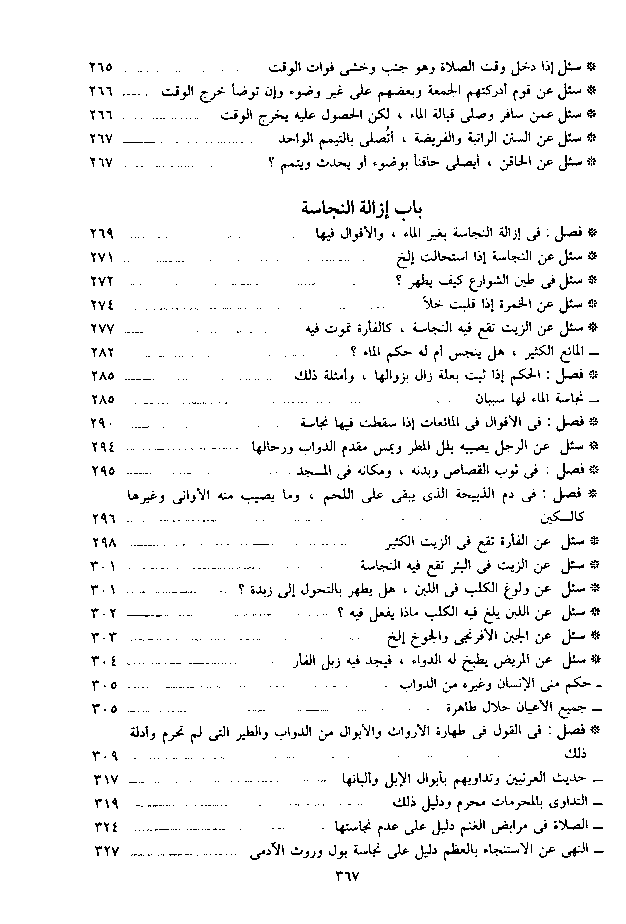 * سئل إذا دخل وقت الصلاة وهو جنب وخشى فوات الوقت ٢٦٥
* سئل عن قوم أدركتهم الجمعة وبعضهم على غير وضوء وإن توضأ خرج الوقت ٢٦٦
* سئل عمن سافر وصلى قبالة الماء ، لكن الحصول عليه يخرج الوقت ٢٦٦
* سئل عن السنن الراتبة والفريضة ، أتُصلى بالتيمم الواحد ٢٦٧
* سئل عن الحاقن ، أيصلى حاقناً بوضوء أو يحدث ويتمم ؟ ٢٦٧
باب إزالة النجاسة
* فصل : فى إزالة النجاسة بغير الماء ، والأقوال فيها ٢٦٩
* سئل عن النجاسة إذا استحالت إلخ ٢٧١
* سئل فى طين الشوارع كيف يطهر ؟ ٢٧٢
* سئل عن الخمرة إذا قلبت خلاً ٢٧٤
* سئل عن الزيت تقع فيه النجاسة ، كالفأرة تموت فيه ٢٧٧
ــ المائع الكثير ، هل ينجس أم له حكم الماء ؟ ٢٨٢
* فصل : الحكم إذا ثبت بعلة زال بزوالها ، وأمثلة ذلك ٢٨٥
ــ نجاسة الماء لها سببان ٢٨٥
* فصل : فى الأقوال فى المائعات إذا سقطت فيها نجاسة ٢٩٠
* سئل عن الرجل يصيبه بلل المطر ويمس مقدم الدواب ورحالها ٢٩٤
* فصل : فى ثوب القصاص وبدنه ، ومكانه فى المسجد ٢٩٥
* فصل : فى دم الذبيحة الذى يبقى على اللحم ، وما يصيب منه الأوانى وغيرها
كالسكين ٢٩٦
* سئل عن الفأرة تقع فى الزيت الكثير ٢٩٨
* سئل عن الزيت فى البئر تقع فيه النجاسة ٣٠١
* سئل عن ولوغ الكلب فى اللبن ، هل يطهر بالتحول إلى زبدة ؟ ٣٠١
* سئل عن اللبن يلغ فيه الكلب ماذا يفعل فيه ؟ ٣٠٢
* سئل عن الجبن الأفرنجى والجوخ إلخ ٣٠٣
* سئل عن المريض يطبخ له الدواء ، فيجد فيه زبل الفأر ٣٠٤
ــ حكم منى الإنسان وغيره من الدواب ٣٠٥
ــ جميع الأعيان حلال طاهرة ٣٠٥
* فصل : فى القول فى طهارة الأرواث والأبوال من الدواب والطير التى لم تحرم وأدلة
ذلك ٣٠٩
ــ حديث العرنيين وتداويهم بأبوال الإبل وألبانها ٣١٧
ــ التداوى بالمحرمات محرم ودليل ذلك ٣١٩
ــ الصلاة فى مرابض الغنم دليل على عدم نجاستها ٣٢٤
ــ النهى عن الاستنجاء بالعظم دليل على نجاسة بول وروث الآدمى ٣٢٧
٣٦٧